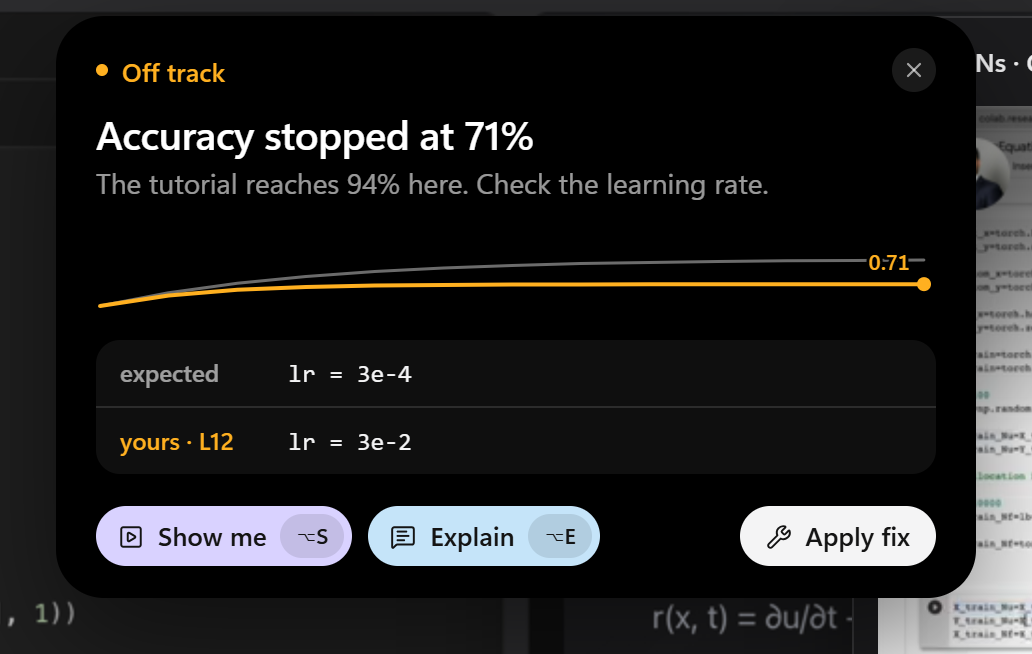 Off track
Accuracy stopped at 71%
The tutorial reaches 94% here. Check the learning rate.
0.71
expected lr = 3e-4
yours · L12 lr = 3e-2
Show me ⌥S
Explain ⌥E
Apply fix
Ns ·
, 1))
r(x, t) = ∂u/∂t -